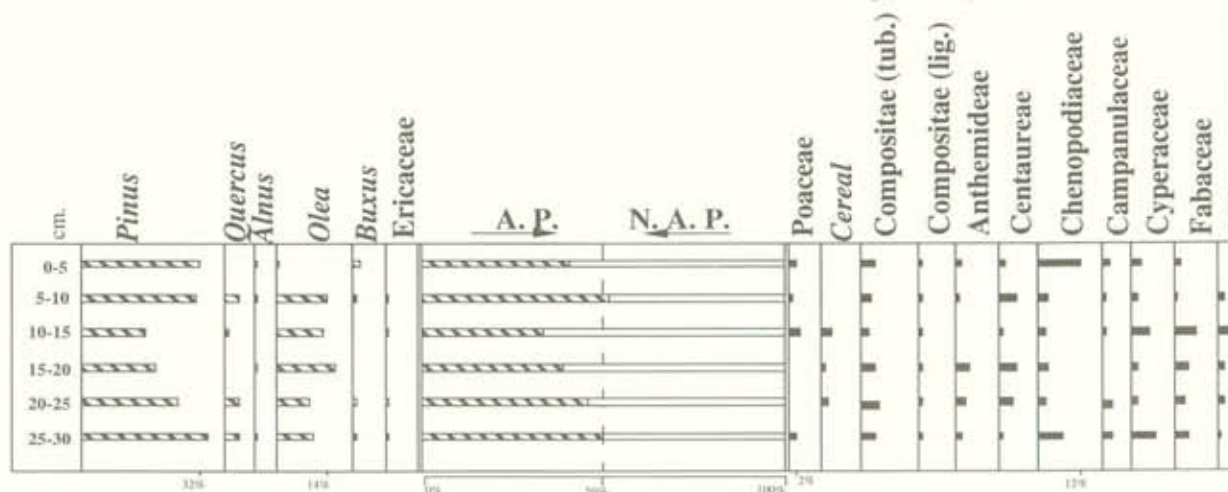 cm.
Pinus
Quercus
Alnus
Olea
Buxus
Ericaceae
A. P.
N. A. P.
Poaceae
Cereal
Compositae (tub.)
Compositae (lig.)
Anthemideae
Centaureae
Chenopodiaceae
Campanulaceae
Cyperaceae
Fabaceae
0-5
5-10
10-15
15-20
20-25
25-30
32%
14%
0%
50%
100%
2%
12%